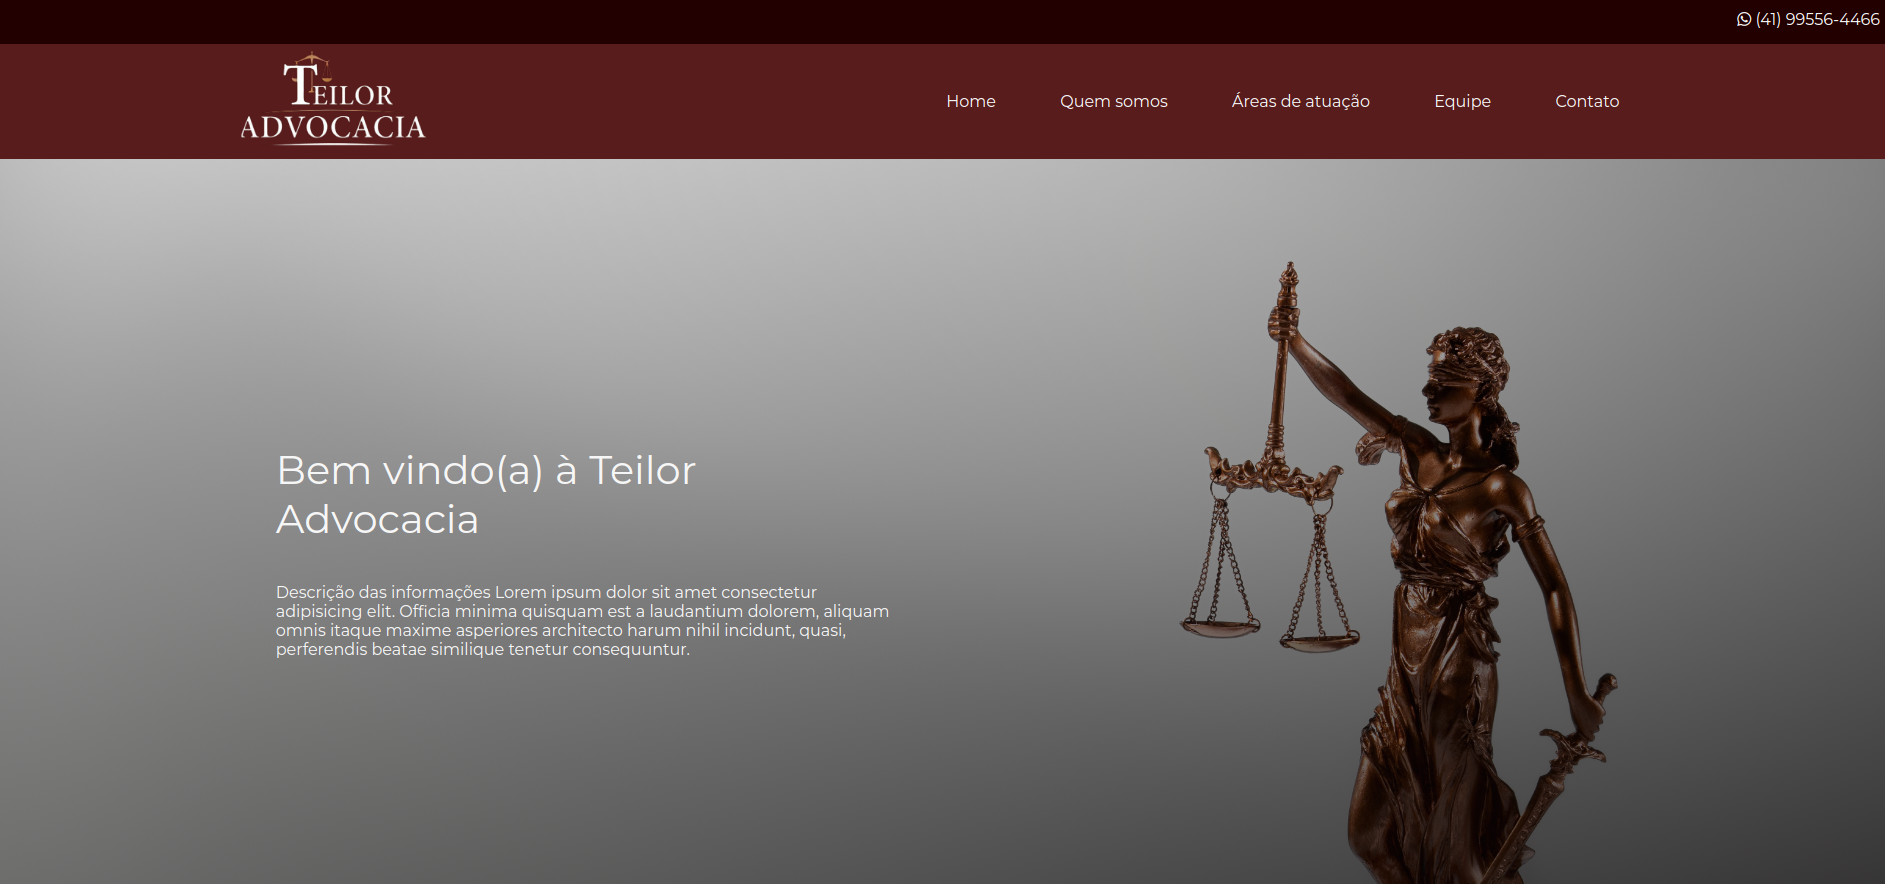 (41) 99556-4466
TEILOR
ADVOCACIA
Home Quem somos Áreas de atuação Equipe Contato
Bem vindo(a) à Teilor
Advocacia
Descrição das informações Lorem ipsum dolor sit amet consectetur
adipisicing elit. Officia minima quisquam est a laudantium dolorem, aliquam
omnis itaque maxime asperiores architecto harum nihil incidunt, quasi,
perferendis beatae similique tenetur consequuntur.